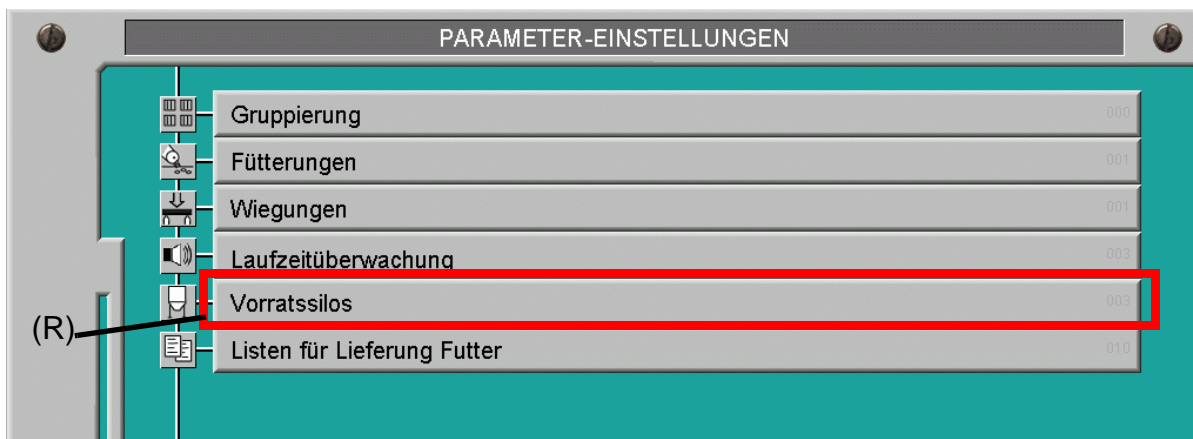 PARAMETER-EINSTELLUNGEN
Gruppierung 000
Fütterungen 001
Wiegungen 001
Laufzeitüberwachung 003
Vorratssilos 003
(R)
Listen für Lieferung Futter 010